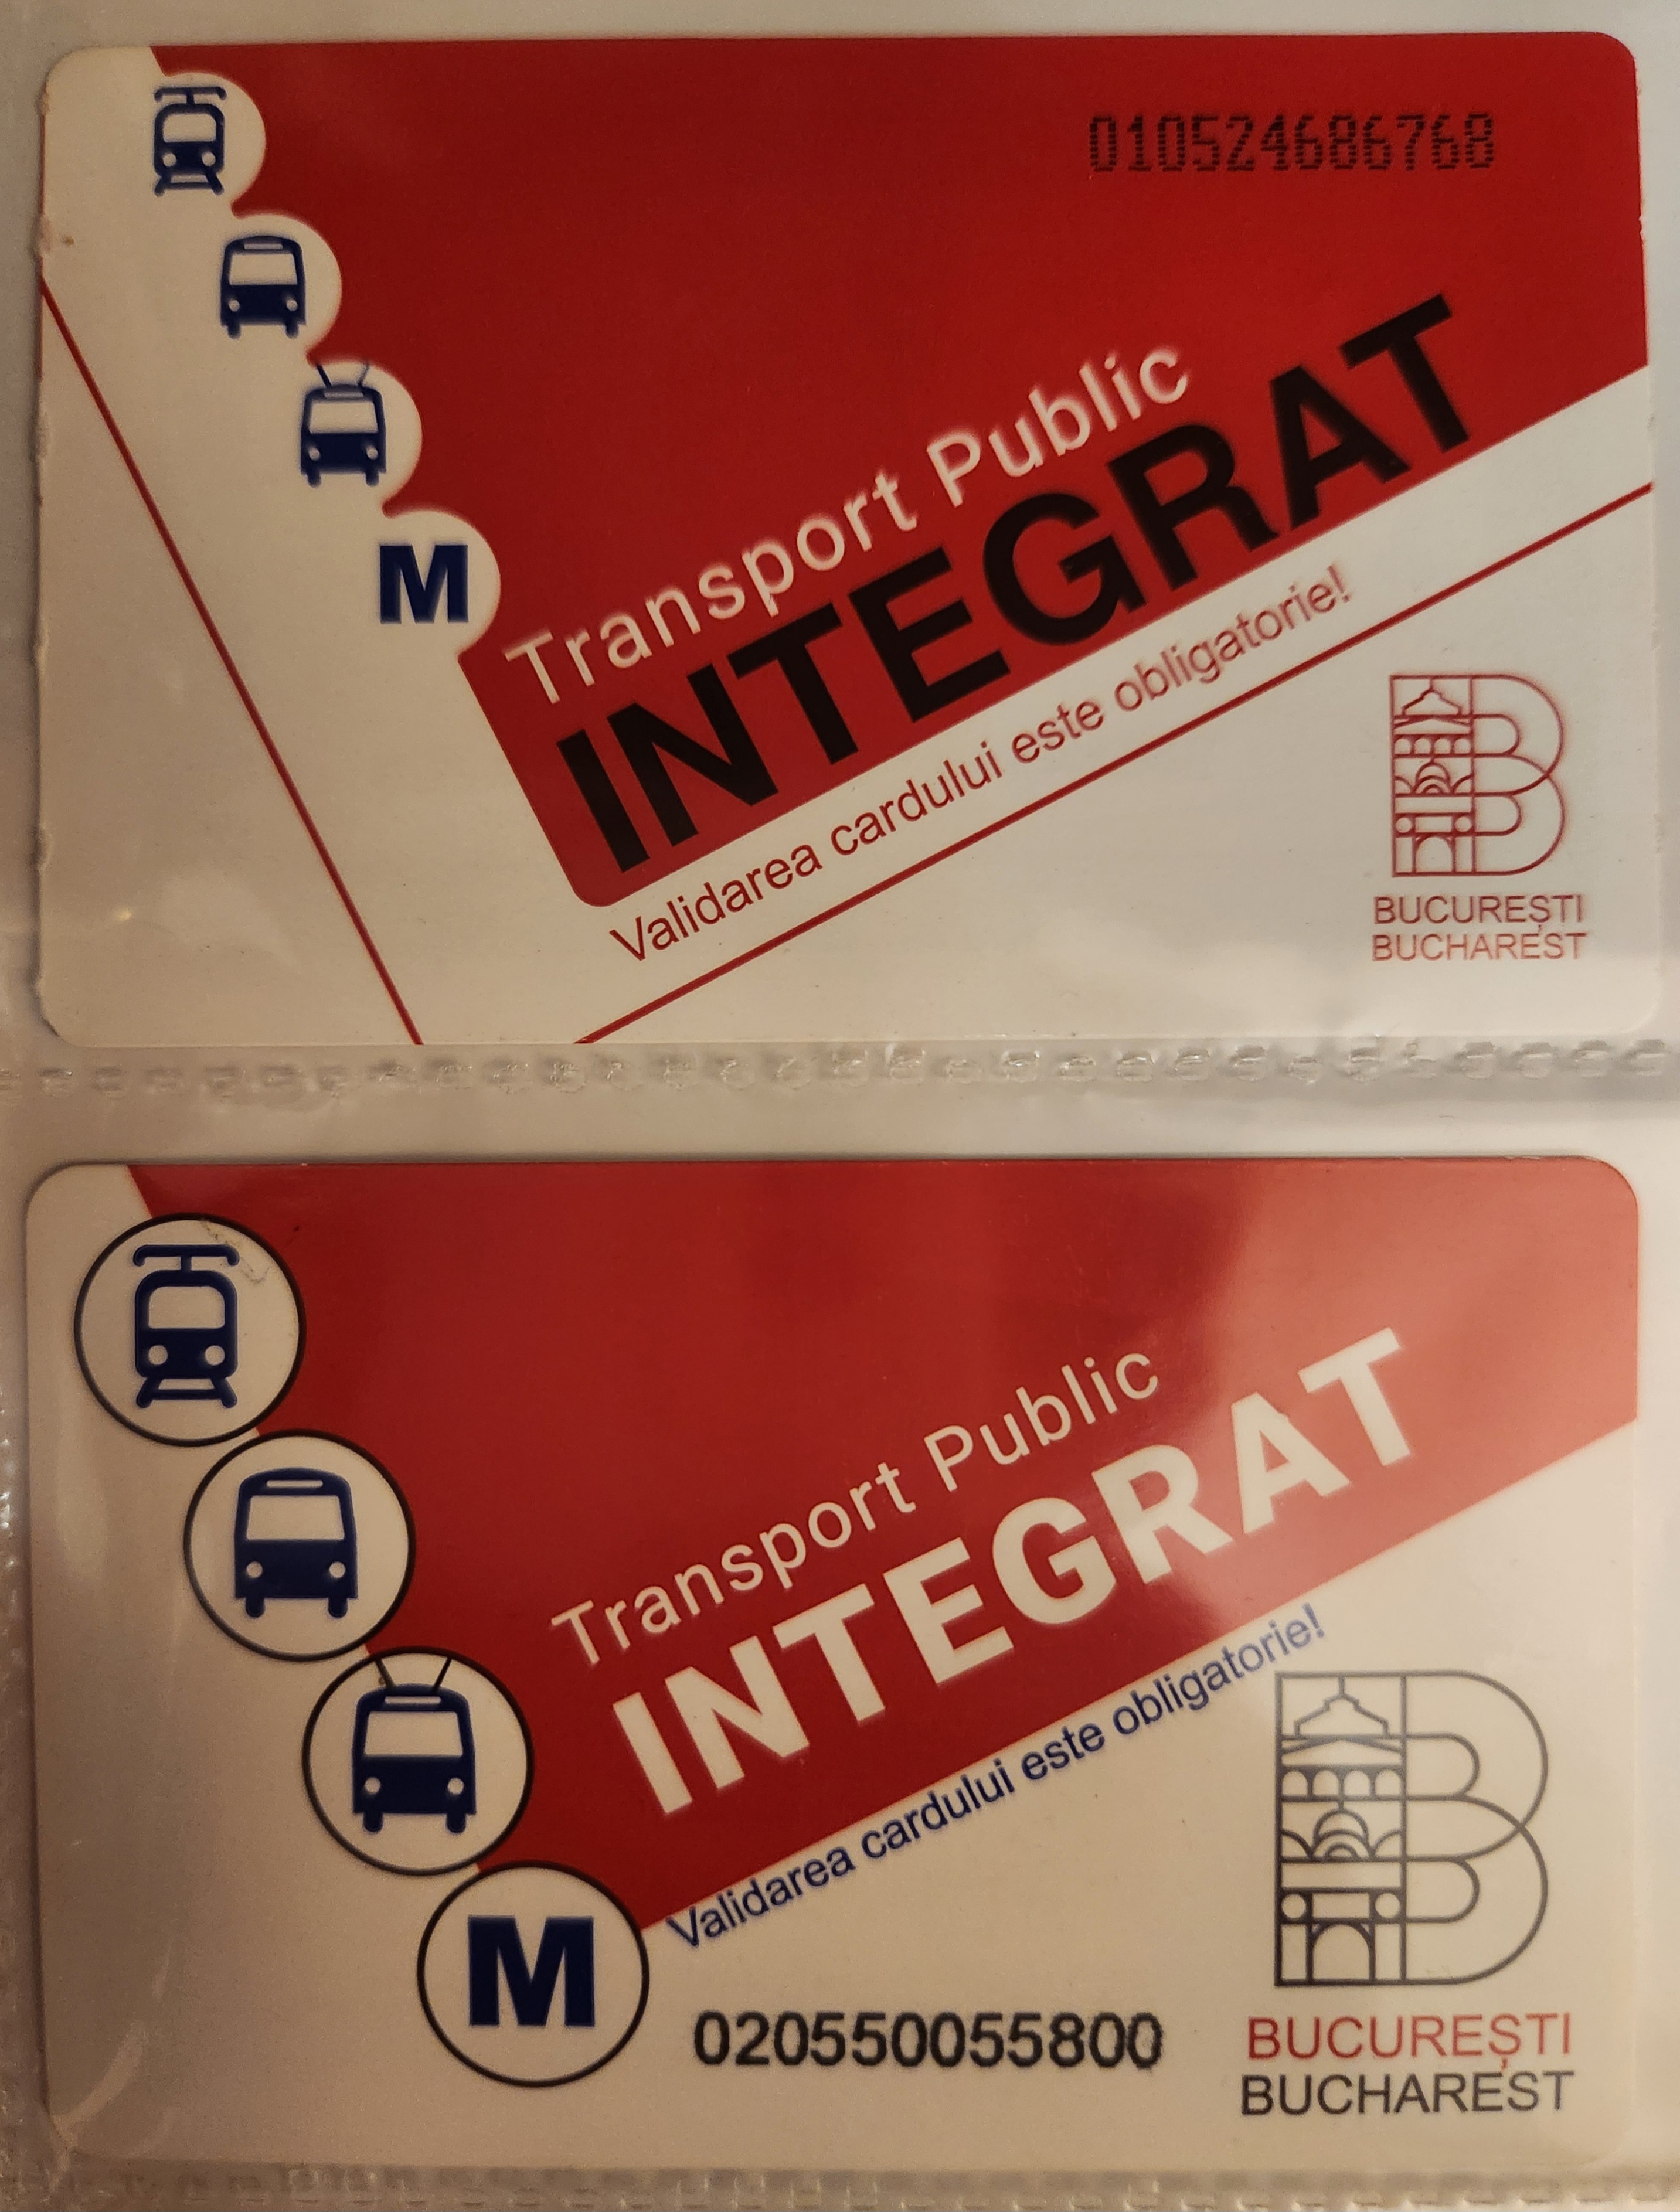 010524686768
M
Transport Public
INTEGRAT
Validarea cardului este obligatorie!
BUCUREȘTI
BUCHAREST
Transport Public
INTEGRAT
Validarea cardului este obligatorie!
M
020550055800
BUCUREȘTI
BUCHAREST